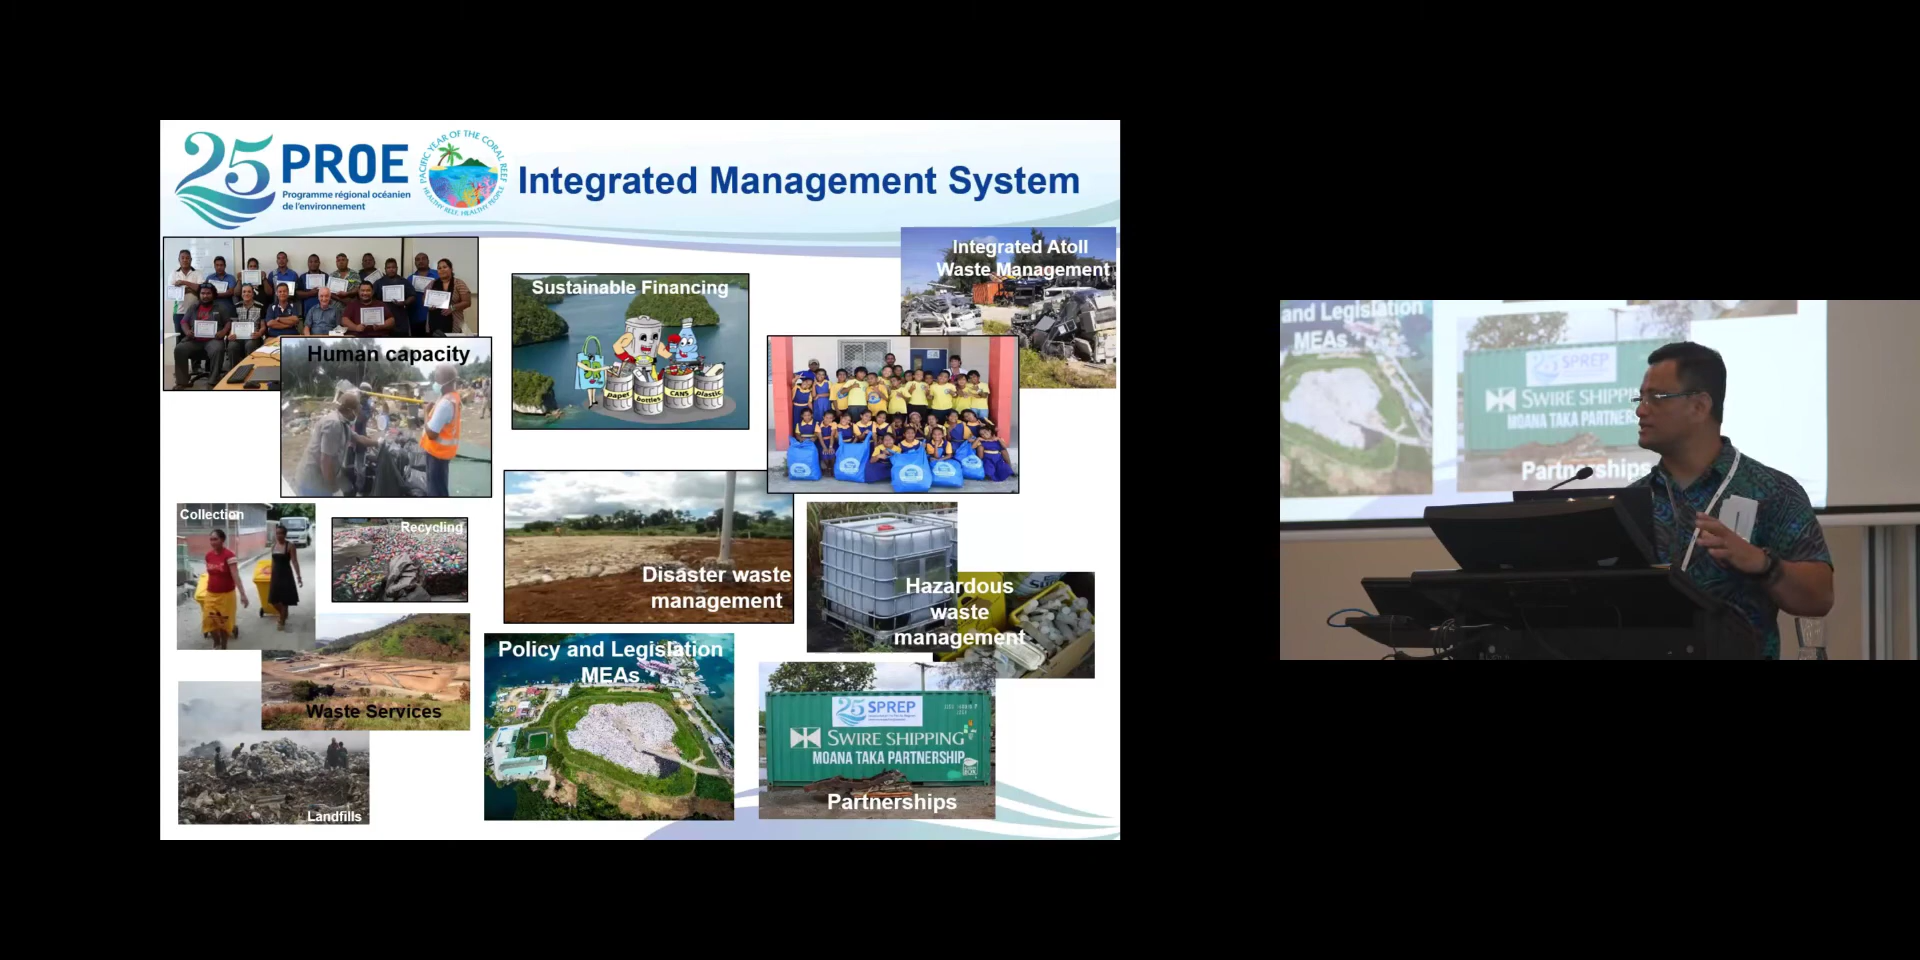 25 PROE
Programme régional océanien
de l'environnement
PACIFIC YEAR OF THE CORAL REEF
HEALTHY REEF. HEALTHY PEOPLE.
Integrated Management System
Integrated Atoll
Waste Management
Sustainable Financing
paper
bottles
CANS
plastic
Human capacity
Collection
Recycling
Disaster waste
management
Hazardous
waste
management
Policy and Legislation
MEAs
Waste Services
Landfills
25 SPREP
SWIRE SHIPPING
MOANA TAKA PARTNERSHIP
Partnerships
and Legislation
MEAs
25 SPREP
SWIRE SHIPPIN
MOANA TAKA PARTNERS
Partnerships